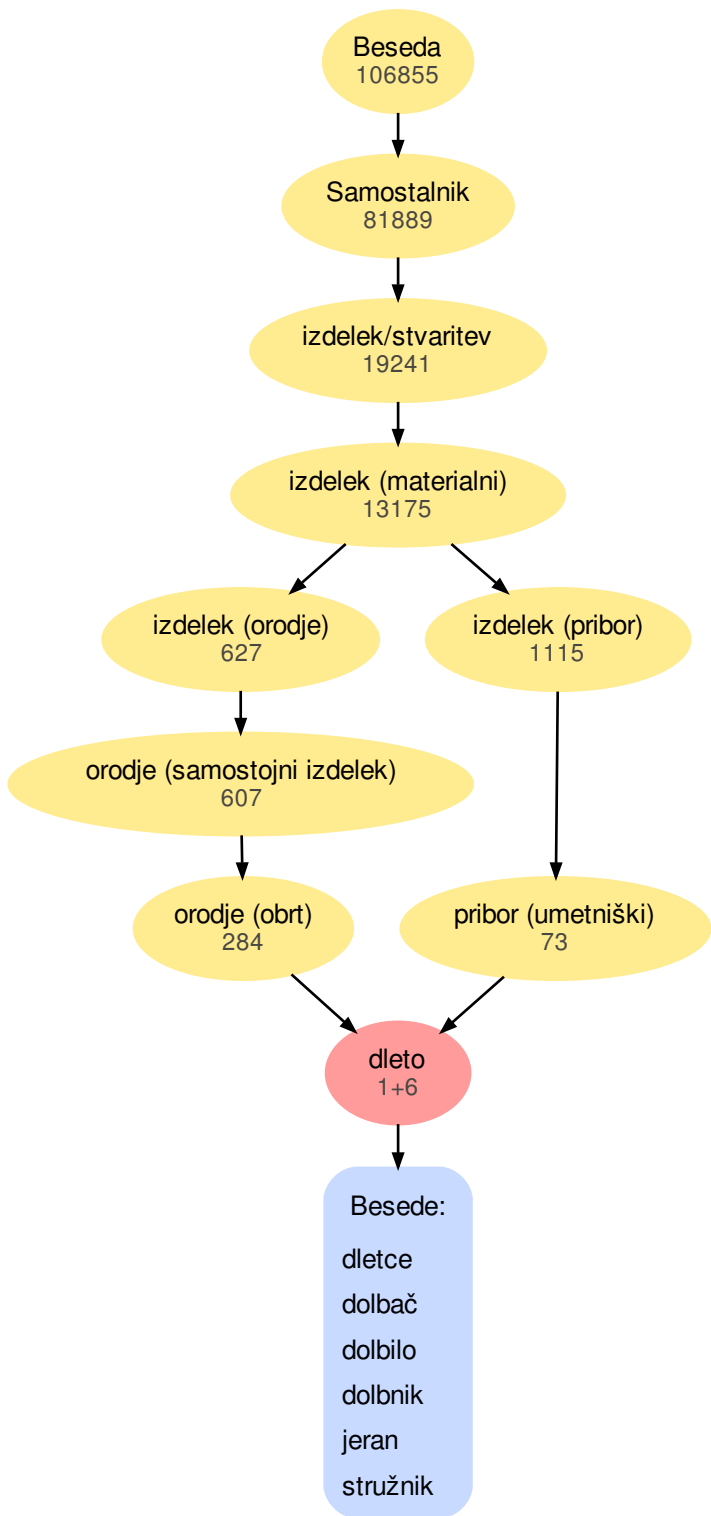 Beseda
106855
Samostalnik
81889
izdelek/stvaritev
19241
izdelek (materialni)
13175
izdelek (orodje)
627
izdelek (pribor)
1115
orodje (samostojni izdelek)
607
orodje (obrt)
284
pribor (umetniški)
73
dleto
1+6
Besede:
dletce
dolbač
dolbilo
dolbnik
jeran
stružnik